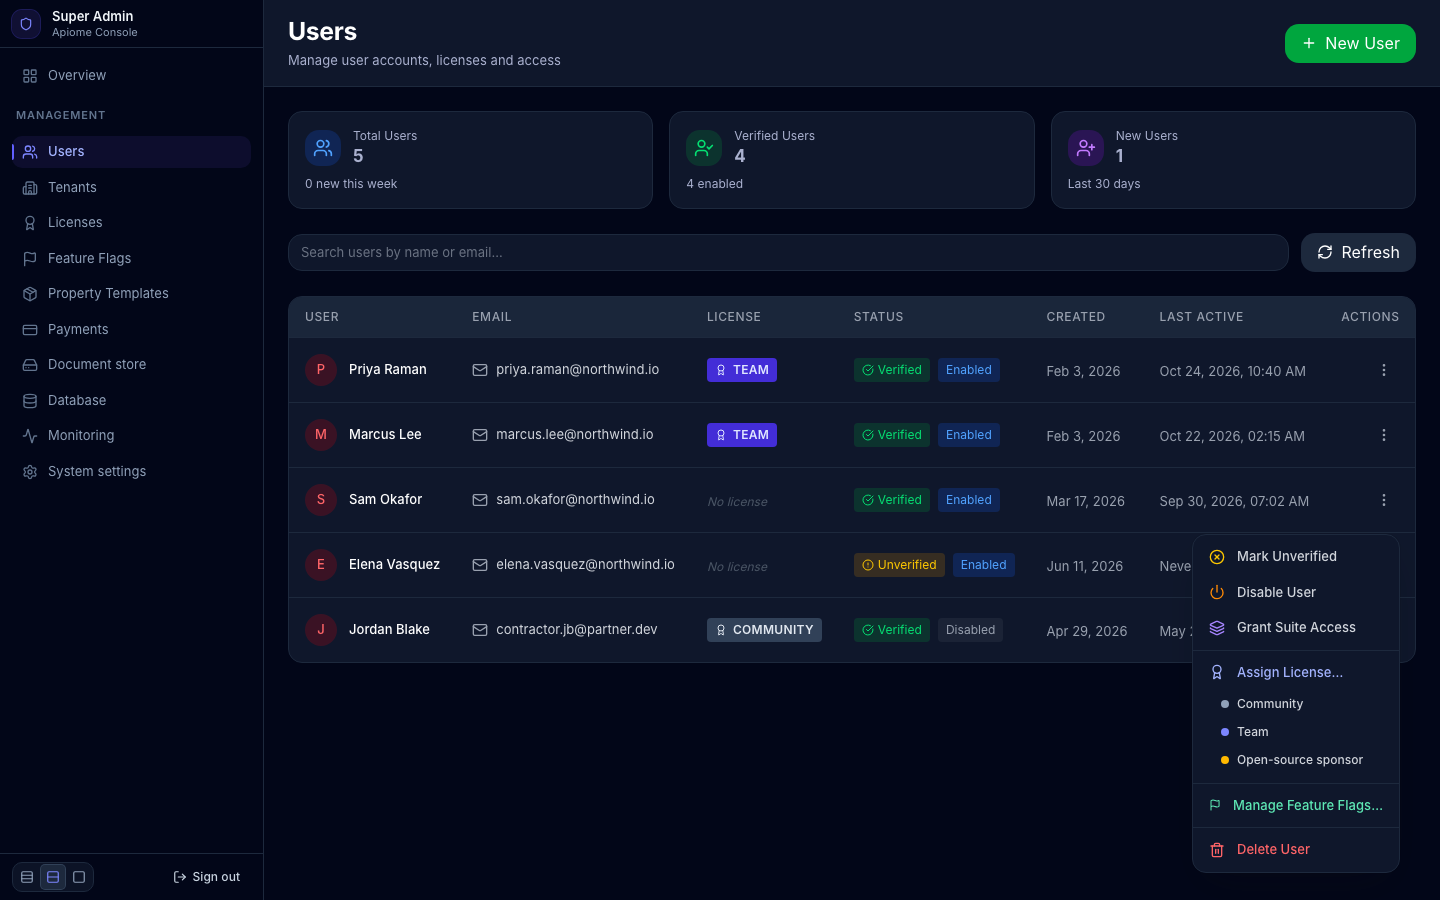 Super Admin
Apiome Console
Overview
MANAGEMENT
Users
Tenants
Licenses
Feature Flags
Property Templates
Payments
Document store
Database
Monitoring
System settings
Sign out
Users
Manage user accounts, licenses and access
New User
Total Users
5
0 new this week
Verified Users
4
4 enabled
New Users
1
Last 30 days
Search users by name or email...
Refresh
USER EMAIL LICENSE STATUS CREATED LAST ACTIVE ACTIONS
P Priya Raman priya.raman@northwind.io TEAM Verified Enabled Feb 3, 2026 Oct 24, 2026, 10:40 AM
M Marcus Lee marcus.lee@northwind.io TEAM Verified Enabled Feb 3, 2026 Oct 22, 2026, 02:15 AM
S Sam Okafor sam.okafor@northwind.io No license Verified Enabled Mar 17, 2026 Sep 30, 2026, 07:02 AM
E Elena Vasquez elena.vasquez@northwind.io No license Unverified Enabled Jun 11, 2026 Neve
J Jordan Blake contractor.jb@partner.dev COMMUNITY Verified Disabled Apr 29, 2026 May
Mark Unverified
Disable User
Grant Suite Access
Assign License...
Community
Team
Open-source sponsor
Manage Feature Flags...
Delete User